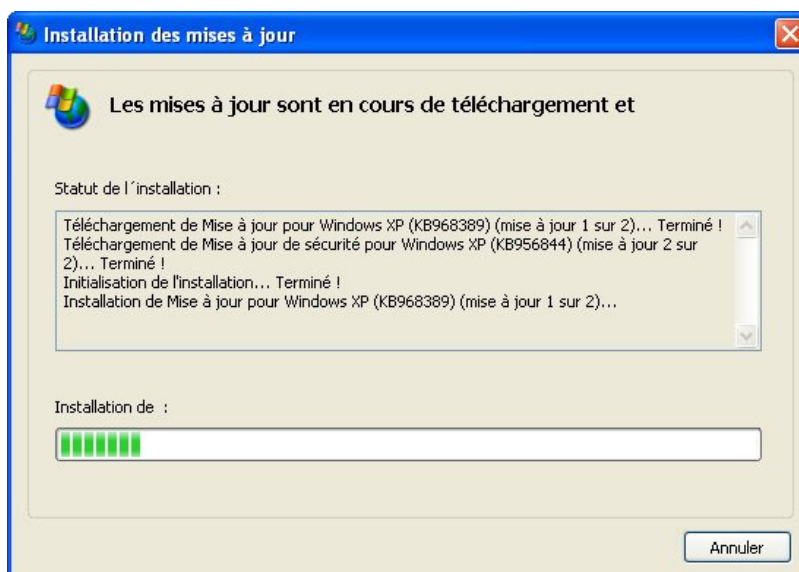 Installation des mises à jour
Les mises à jour sont en cours de téléchargement et
Statut de l´installation :
Téléchargement de Mise à jour pour Windows XP (KB968389) (mise à jour 1 sur 2)... Terminé !
Téléchargement de Mise à jour de sécurité pour Windows XP (KB956844) (mise à jour 2 sur
2)... Terminé !
Initialisation de l'installation... Terminé !
Installation de Mise à jour pour Windows XP (KB968389) (mise à jour 1 sur 2)...
Installation de :
Annuler